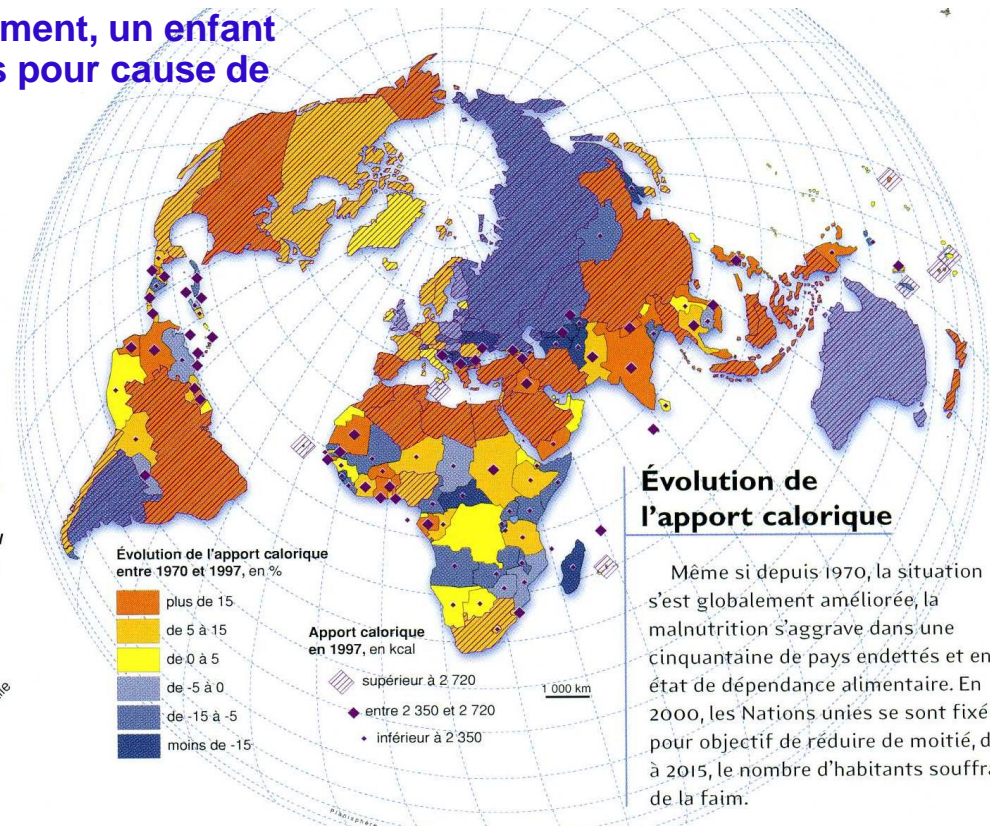 ment, un enfant
pour cause de
Évolution de
l'apport calorique
Même si depuis 1970, la situation
s'est globalement améliorée, la
malnutrition s'aggrave dans une
cinquantaine de pays endettés et en
état de dépendance alimentaire. En
2000, les Nations unies se sont fixé
pour objectif de réduire de moitié, d
à 2015, le nombre d'habitants souffra
de la faim.
Évolution de l'apport calorique
entre 1970 et 1997, en %
plus de 15
de 5 à 15
de 0 à 5
de -5 à 0
de -15 à -5
moins de -15
Apport calorique
en 1997, en kcal
supérieur à 2 720
entre 2 350 et 2 720
inférieur à 2 350
1 000 km
Planisphère